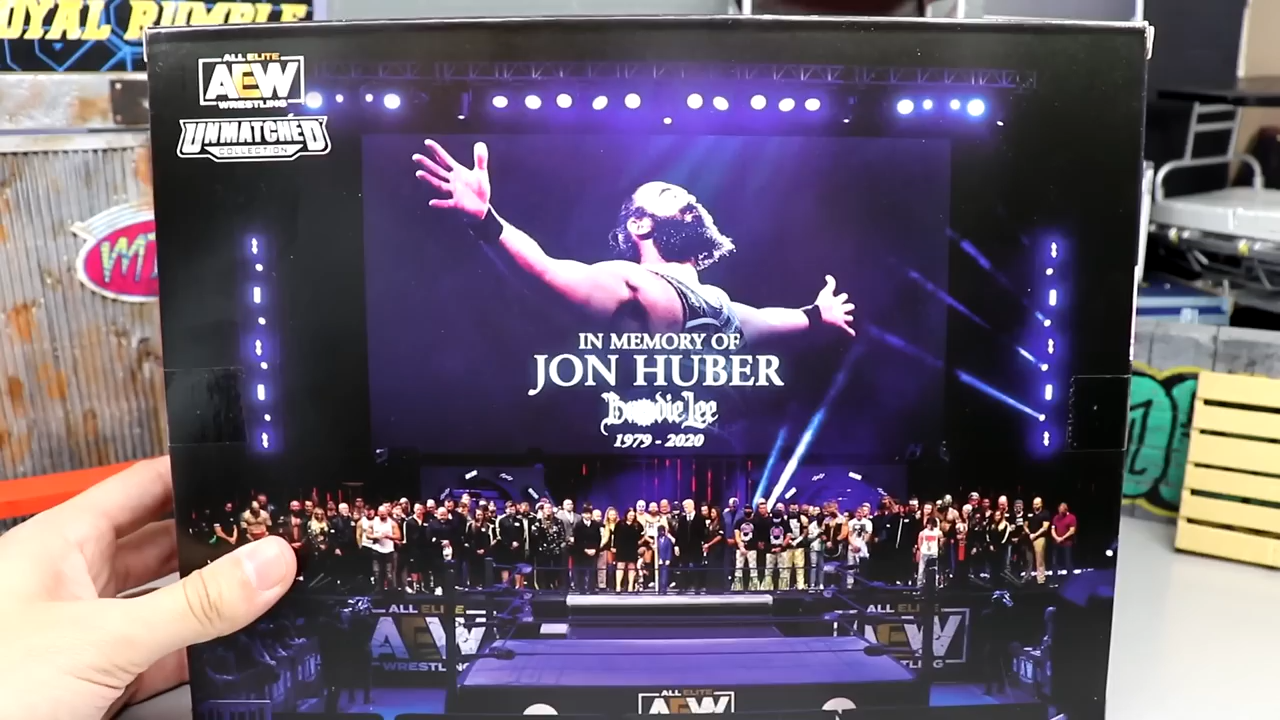 ROYAL RUMBLE
ALL ELITE
AEW
WRESTLING
UNMATCHED
COLLECTION
IN MEMORY OF
JON HUBER
Brodie Lee
1979 - 2020
ALL ELITE
AEW
WRESTLING
ALL ELITE
AEW
WRESTLING
ALL ELITE
AEW